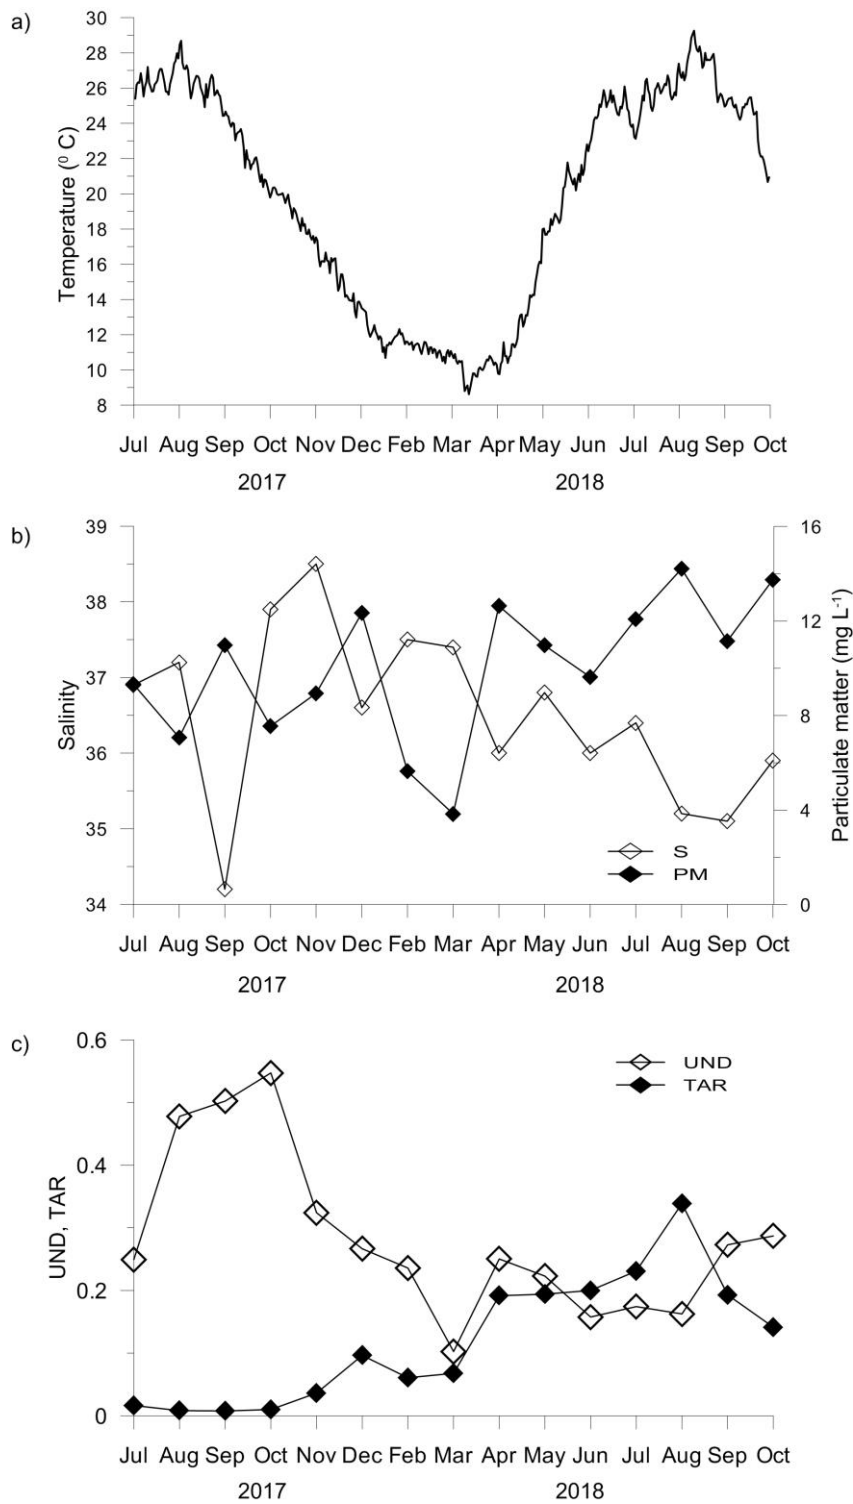 a)
30
28
26
24
22
20
18
16
14
12
10
8
Temperature (⁰ C)
Jul Aug Sep Oct Nov Dec Feb Mar Apr May Jun Jul Aug Sep Oct
2017 2018
b)
39
38
37
36
35
34
Salinity
16
12
8
4
0
Particulate matter (mg L⁻¹)
S
PM
Jul Aug Sep Oct Nov Dec Feb Mar Apr May Jun Jul Aug Sep Oct
2017 2018
c)
0.6
0.4
0.2
0
UND, TAR
UND
TAR
Jul Aug Sep Oct Nov Dec Feb Mar Apr May Jun Jul Aug Sep Oct
2017 2018